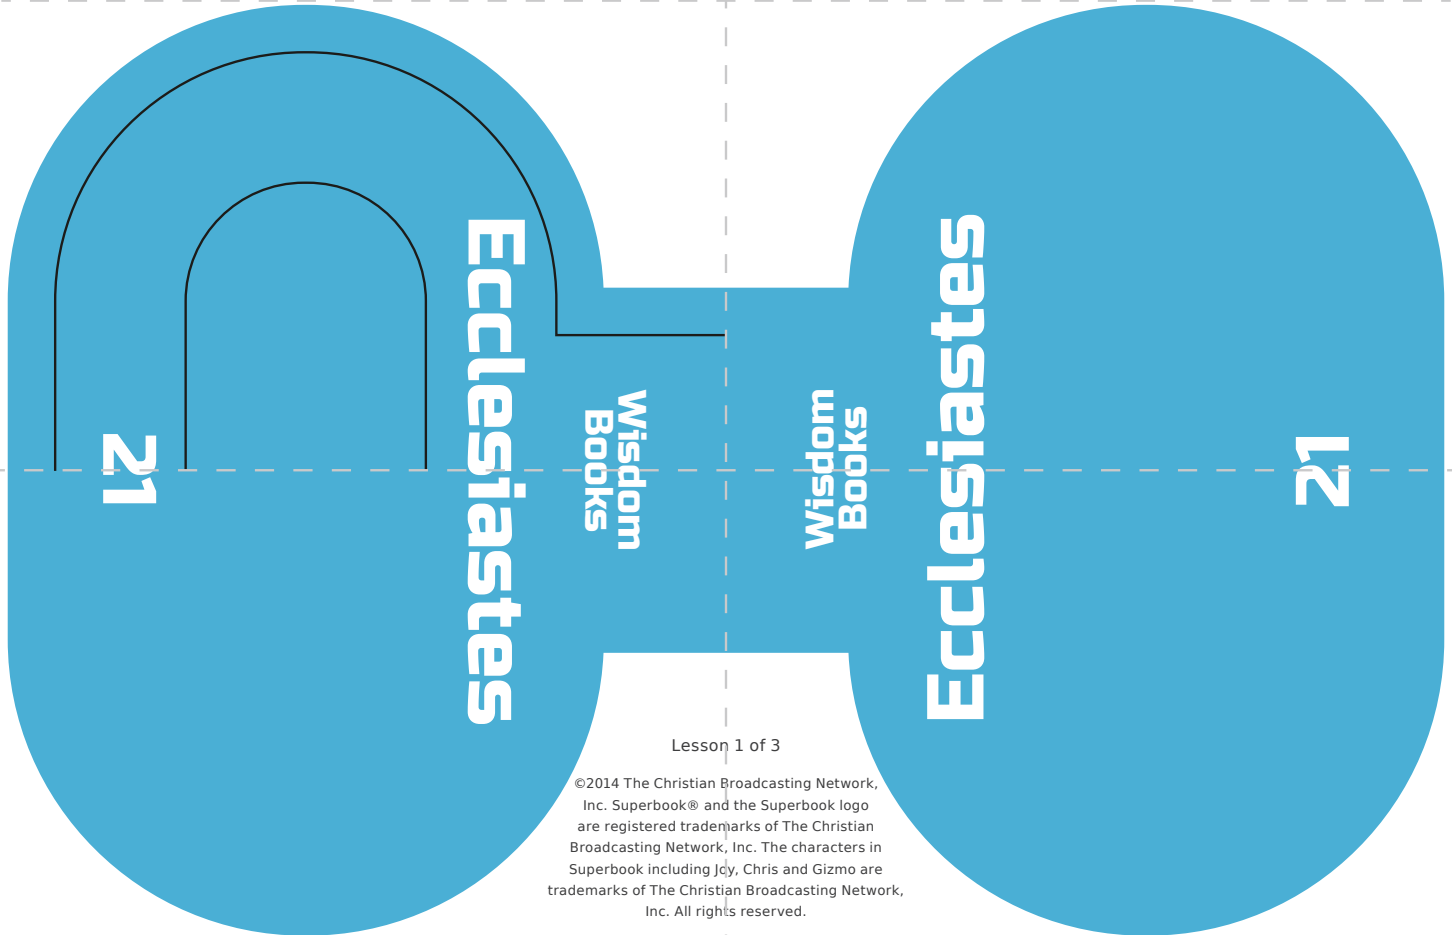 21
Ecclesiastes
Wisdom
Books
Wisdom
Books
Ecclesiastes
21
Lesson 1 of 3
©2014 The Christian Broadcasting Network,
Inc. Superbook® and the Superbook logo
are registered trademarks of The Christian
Broadcasting Network, Inc. The characters in
Superbook including Joy, Chris and Gizmo are
trademarks of The Christian Broadcasting Network,
Inc. All rights reserved.